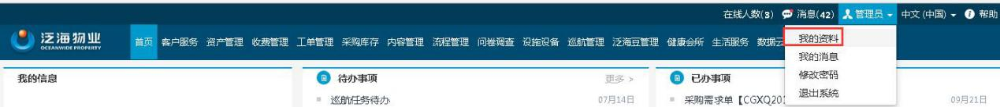 在线人数(3) 消息(42) 管理员 中文 (中国) 帮助
泛海物业
OCEANWIDE PROPERTY
首页 客户服务 资产管理 收费管理 工单管理 采购库存 内容管理 流程管理 问卷调查 设施设备 巡航管理 泛海豆管理 健康会所 生活服务 数据云
我的资料
我的消息
修改密码
退出系统
我的信息
待办事项 更多 >
巡航任务待办 07月14日
已办事项
采购需求单【CGXQ201 09月21日